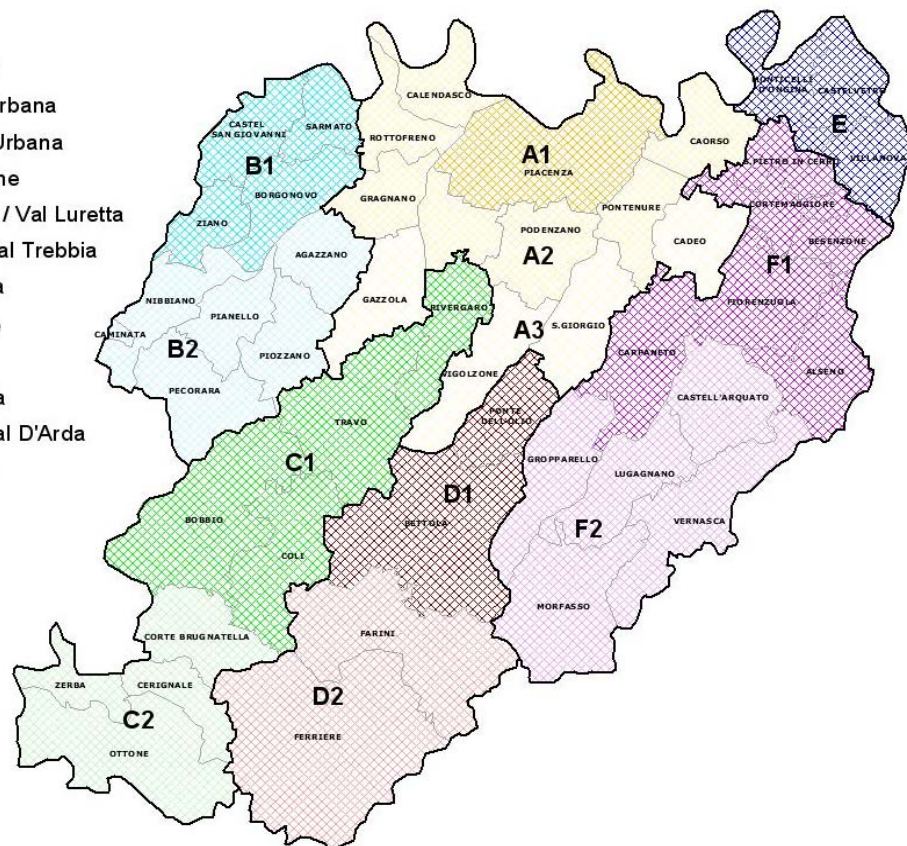 rbana
Urbana
ne
/ Val Luretta
al Trebbia
a
a
al D'Arda
MONTICELLI
D'ONGINA
CASTELVETRO
E
VILLANOVA
CALENDASCO
ROTTOFRENO
CAORSO
A1
PIACENZA
CASTEL
SAN GIOVANNI
SARMATO
B1
BORGONOVO
ZIANO
GRAGNANO
PONTENURE
PODENZANO
A2
CADEO
S.PIETRO IN CERRO
CORTEMAGGIORE
BESENZONE
F1
FIORENZUOLA
ALSENO
AGAZZANO
NIBBIANO
PIANELLO
CAMINATA
B2
PIOZZANO
PECORARA
GAZZOLA
RIVERGARO
A3
S.GIORGIO
VIGOLZONE
CARPANETO
CASTELL'ARQUATO
TRAVO
PONTE
DELL'OLIO
GROPPARELLO
LUGAGNANO
C1
D1
BOBBIO
BETTOLA
COLI
F2
VERNASCA
MORFASSO
CORTE BRUGNATELLA
FARINI
ZERBA
CERIGNALE
C2
OTTONE
D2
FERRIERE